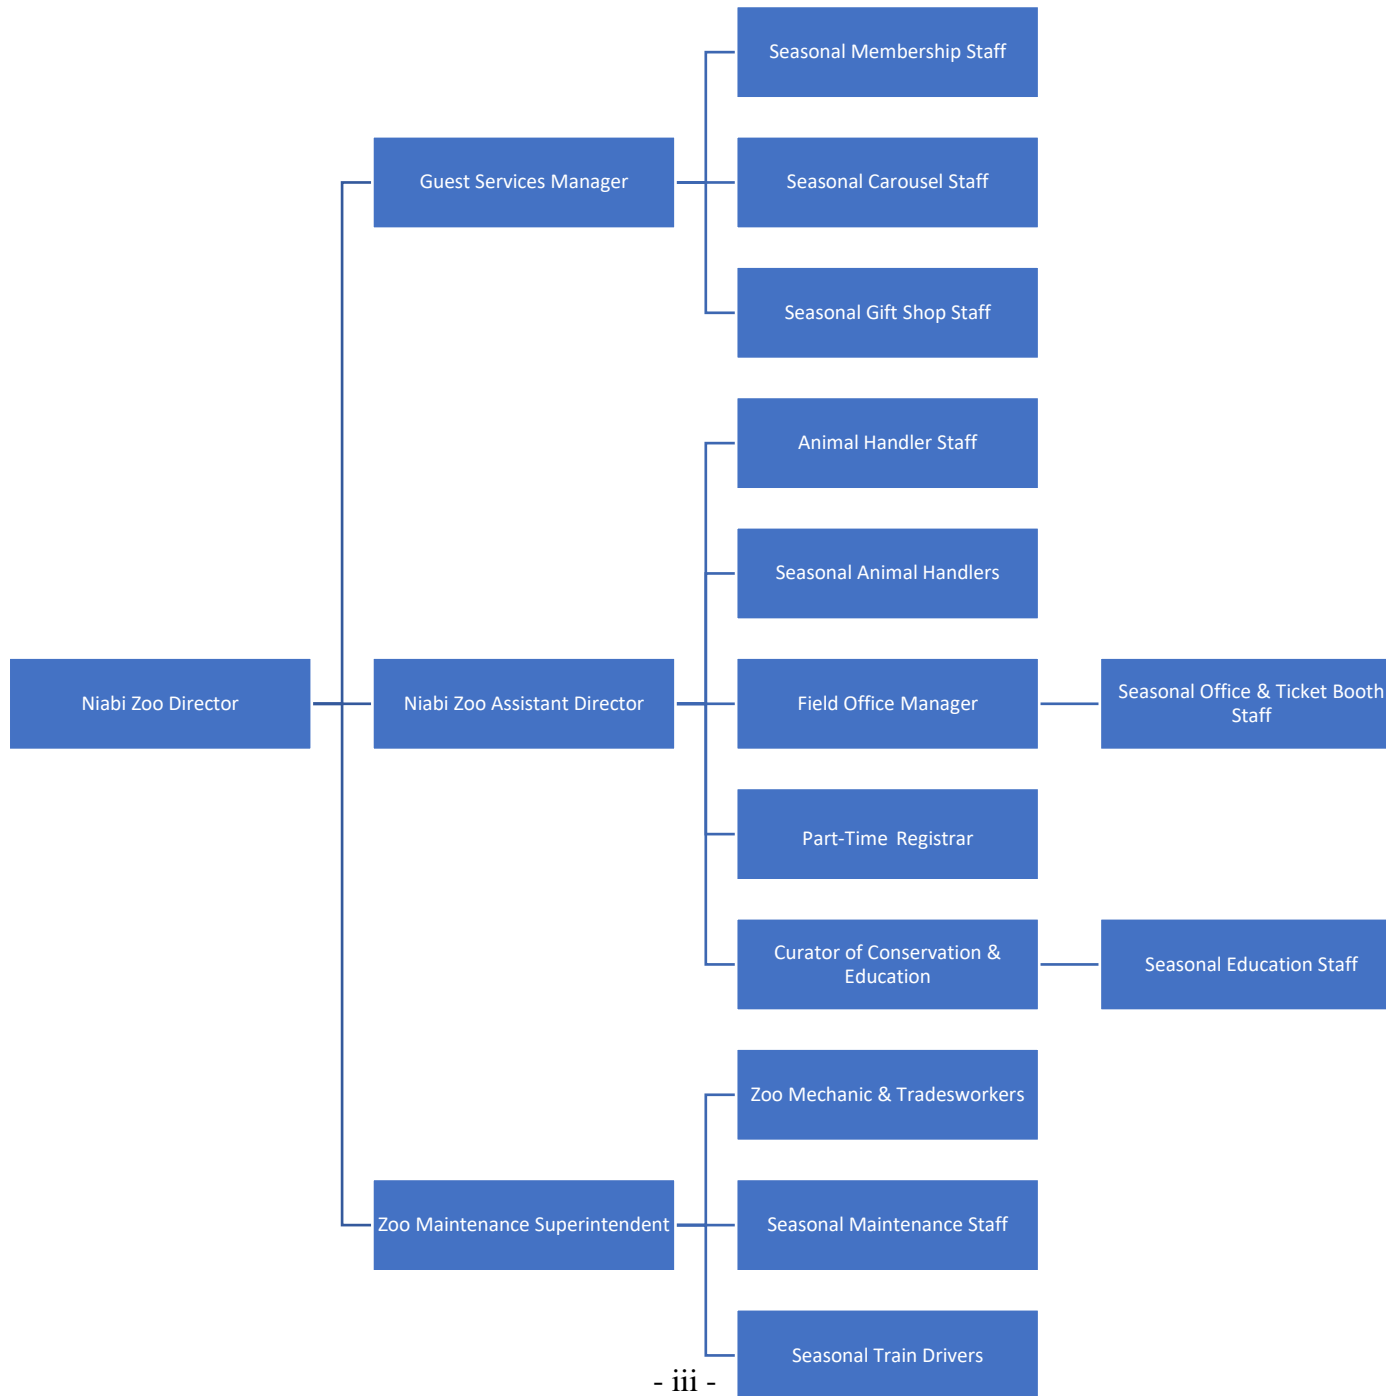 Seasonal Membership Staff
Guest Services Manager
Seasonal Carousel Staff
Seasonal Gift Shop Staff
Animal Handler Staff
Seasonal Animal Handlers
Niabi Zoo Director
Niabi Zoo Assistant Director
Field Office Manager
Seasonal Office & Ticket Booth
Staff
Part-Time Registrar
Curator of Conservation &
Education
Seasonal Education Staff
Zoo Mechanic & Tradesworkers
Zoo Maintenance Superintendent
Seasonal Maintenance Staff
Seasonal Train Drivers
- iii -